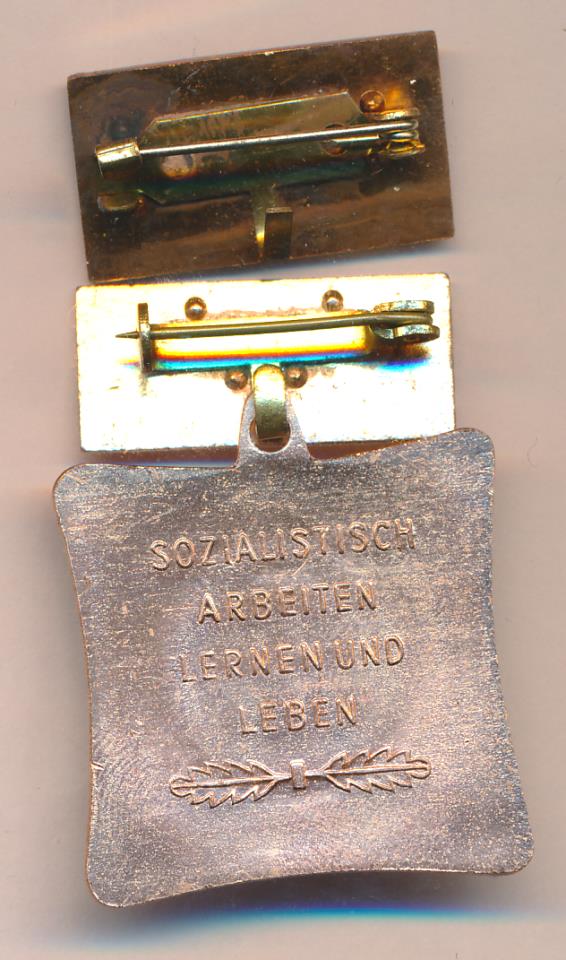 SOZIALISTISCH
ARBEITEN
LERNEN UND
LEBEN